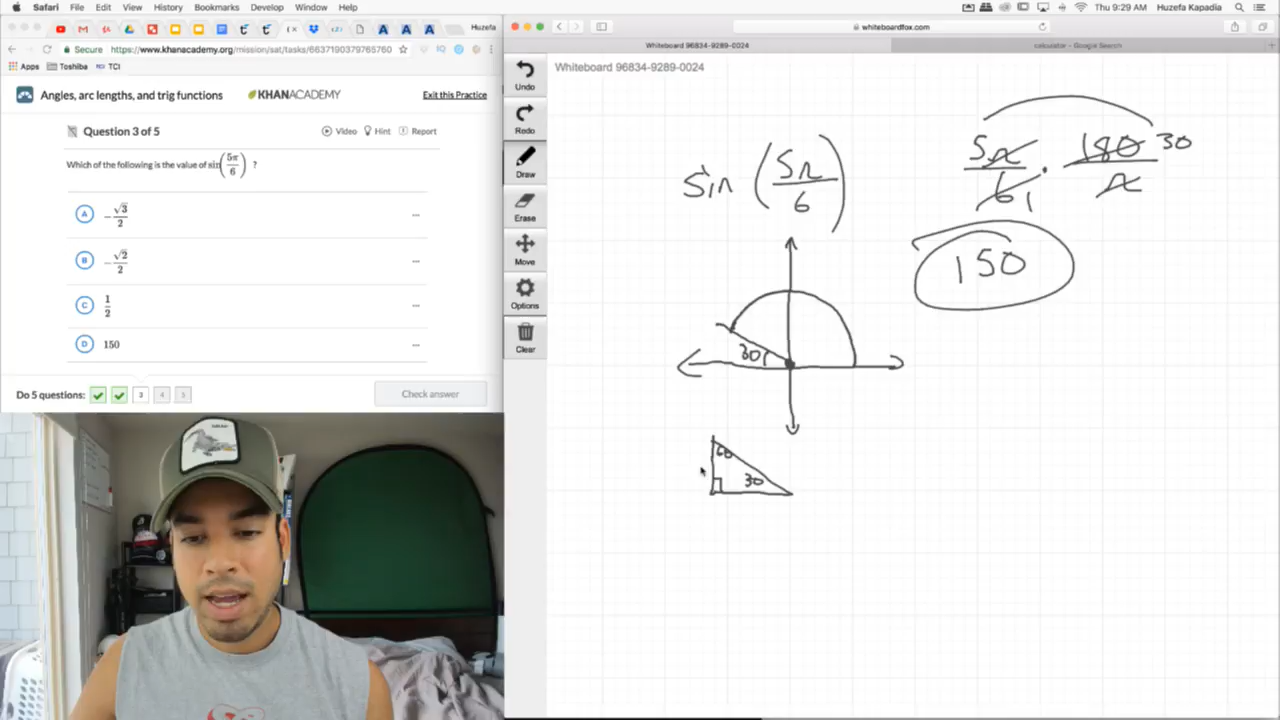 Safari File Edit View History Bookmarks Develop Window Help
Thu 9:29 AM Huzefa Kapadia
Huzefa
Secure https://www.khanacademy.org/mission/sat/tasks/6637190379765760
Apps Toshiba TCI
whiteboardfox.com
Whiteboard 96834-9289-0024
calculator - Google Search
Angles, arc lengths, and trig functions
KHANACADEMY
Exit this Practice
Question 3 of 5
Video Hint Report
Which of the following is the value of sin(5π/6) ?
A -√3/2
B -√2/2
C 1/2
D 150
Do 5 questions: 3 4 5
Check answer
Whiteboard 96834-9289-0024
Undo
Redo
Draw
Erase
Move
Options
Clear
sin (5π/6)
5π/6 1 · 180/π 30
150
30
60
30